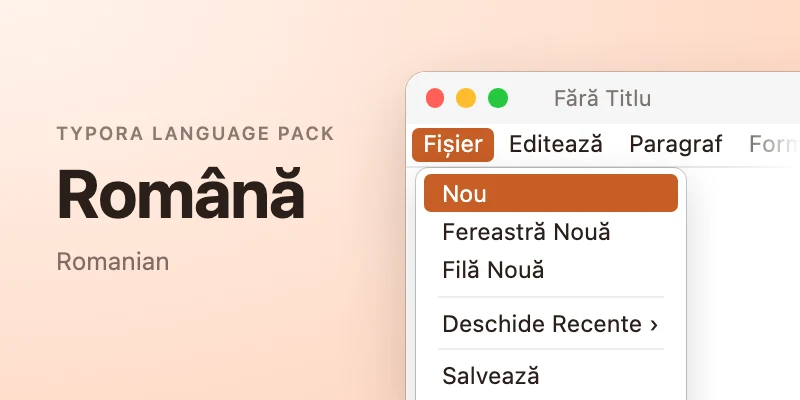 TYPORA LANGUAGE PACK
Română
Romanian
Fără Titlu
Fișier Editează Paragraf
Nou
Fereastră Nouă
Filă Nouă
Deschide Recente ›
Salvează